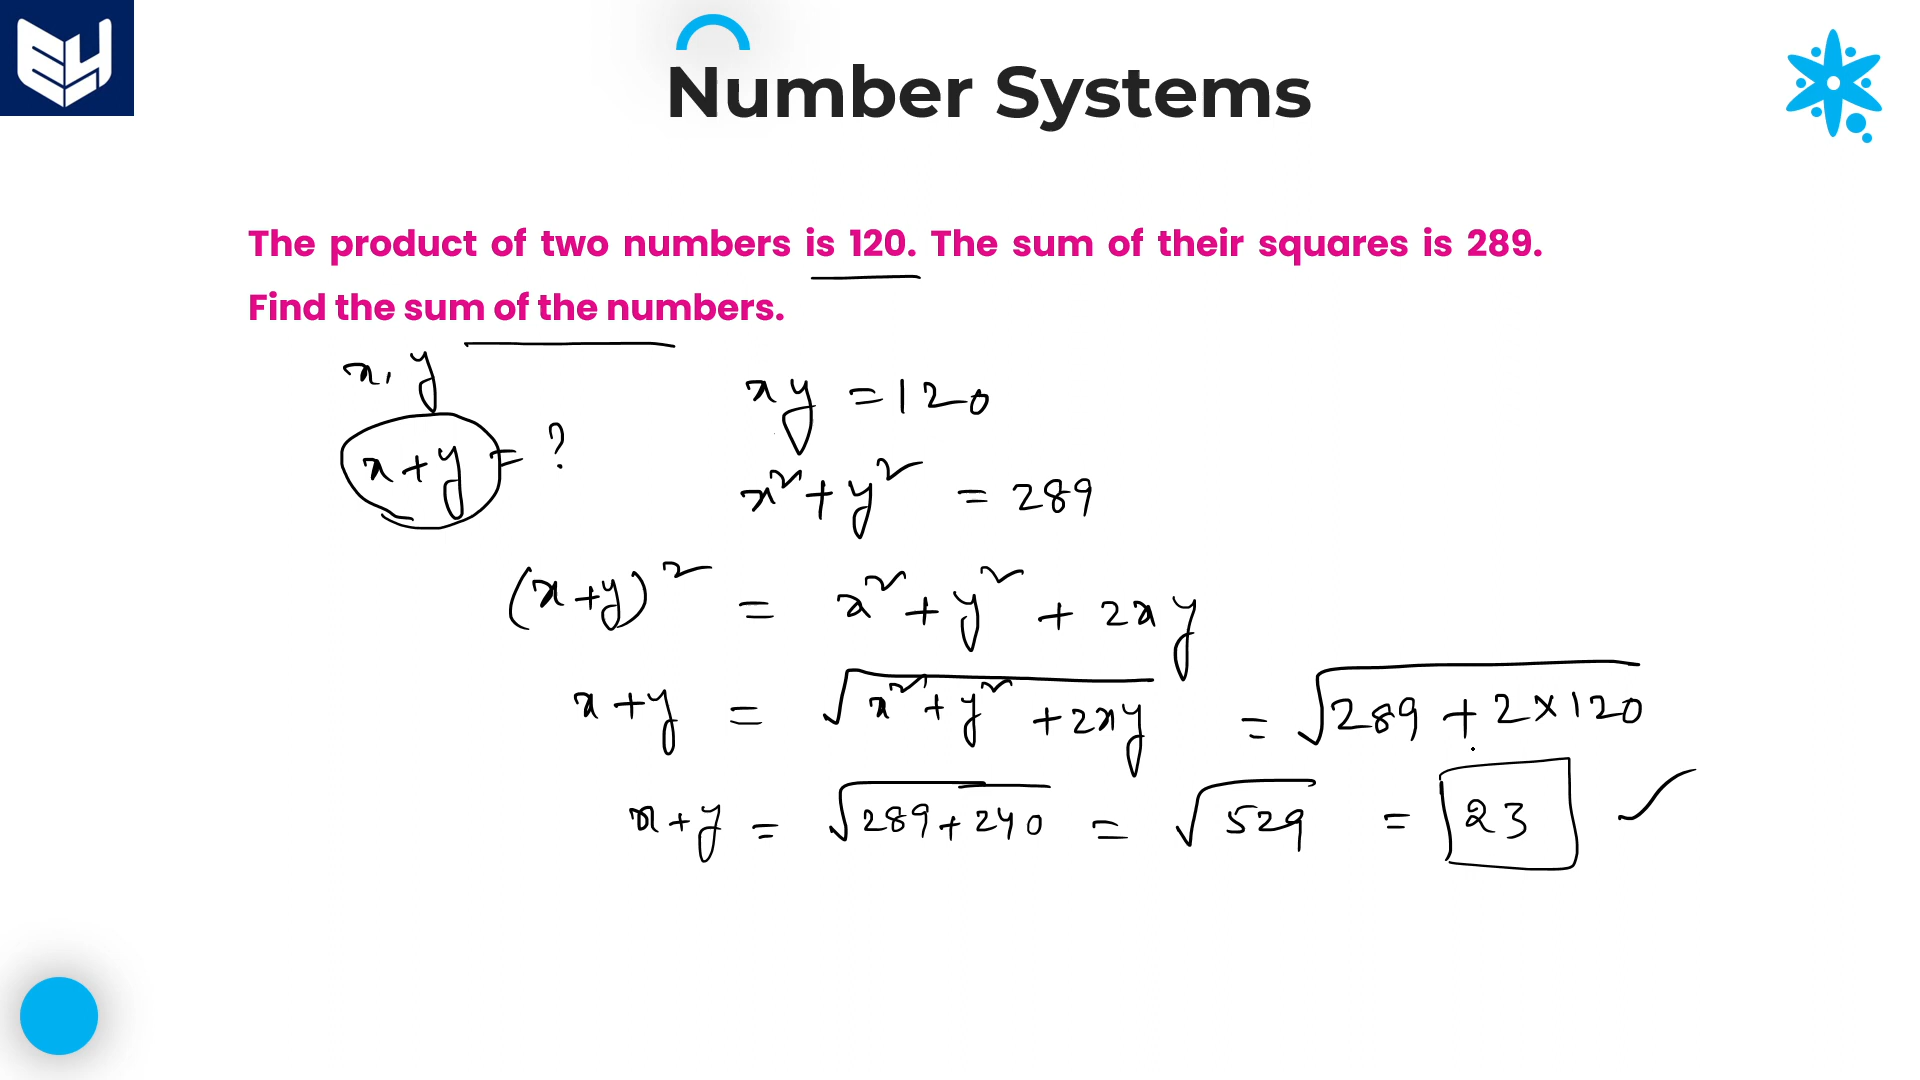 EY
Number Systems
The product of two numbers is 120. The sum of their squares is 289.
Find the sum of the numbers.
x, y
xy = 120
x+y = ?
x²+y² = 289
(x+y)² = x²+y² + 2xy
x+y = √x²+y²+2xy = √289+2×120
x+y = √289+240 = √529 = 23 ✓